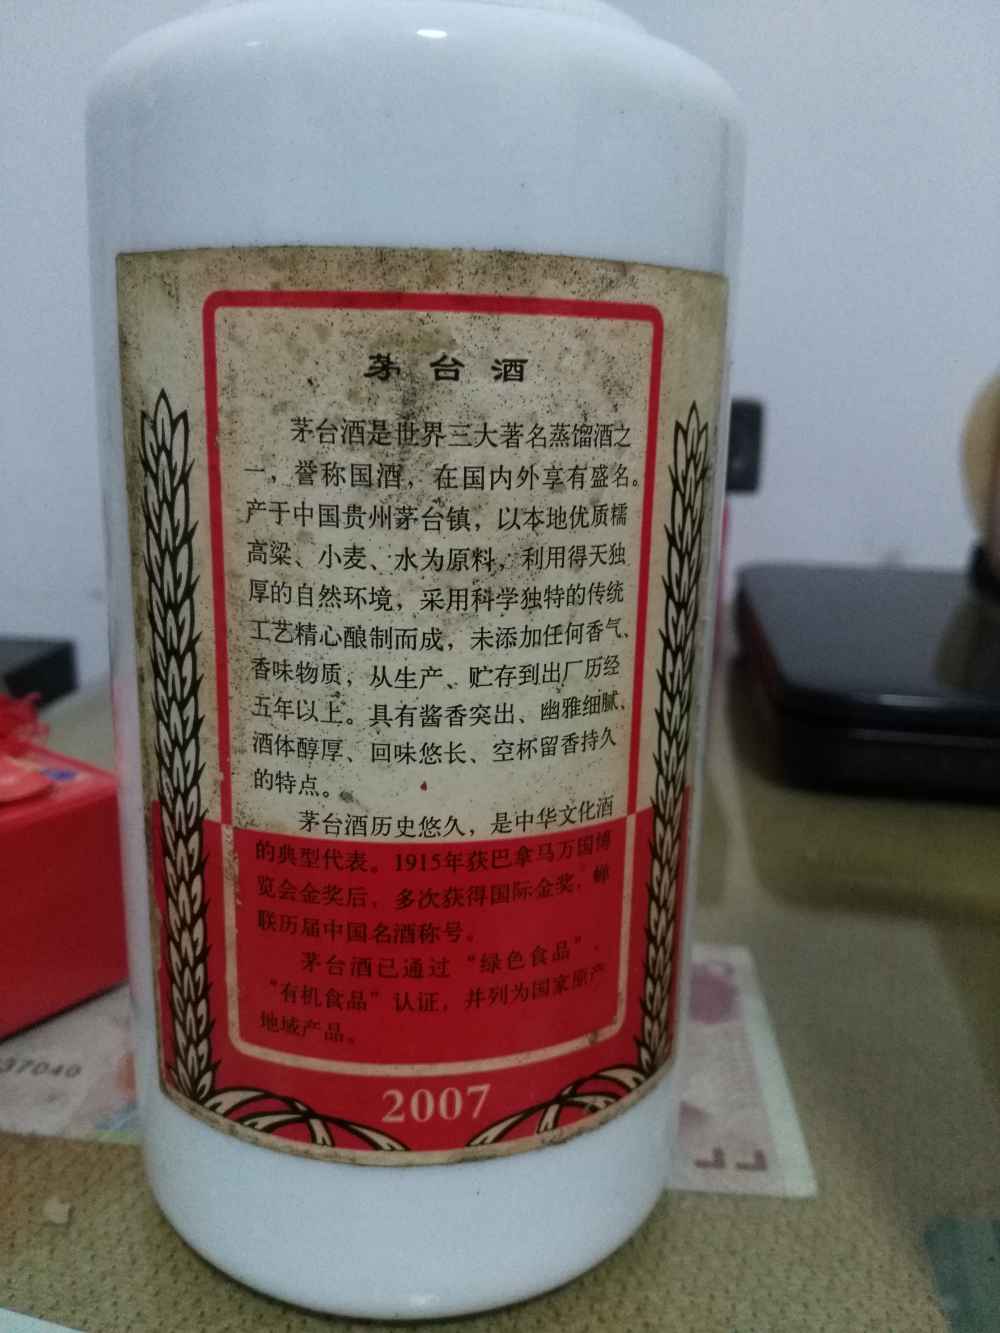 茅台酒
茅台酒是世界三大著名蒸馏酒之
一，誉称国酒，在国内外享有盛名。
产于中国贵州茅台镇，以本地优质糯
高粱、小麦、水为原料，利用得天独
厚的自然环境，采用科学独特的传统
工艺精心酿制而成，未添加任何香气、
香味物质，从生产、贮存到出厂历经
五年以上。具有酱香突出、幽雅细腻、
酒体醇厚、回味悠长、空杯留香持久
的特点。
茅台酒历史悠久，是中华文化酒
的典型代表。1915年获巴拿马万国博
览会金奖后，多次获得国际金奖，蝉
联历届中国名酒称号。
茅台酒已通过“绿色食品”、
“有机食品”认证，并列为国家原产
地域产品。
2007
37040